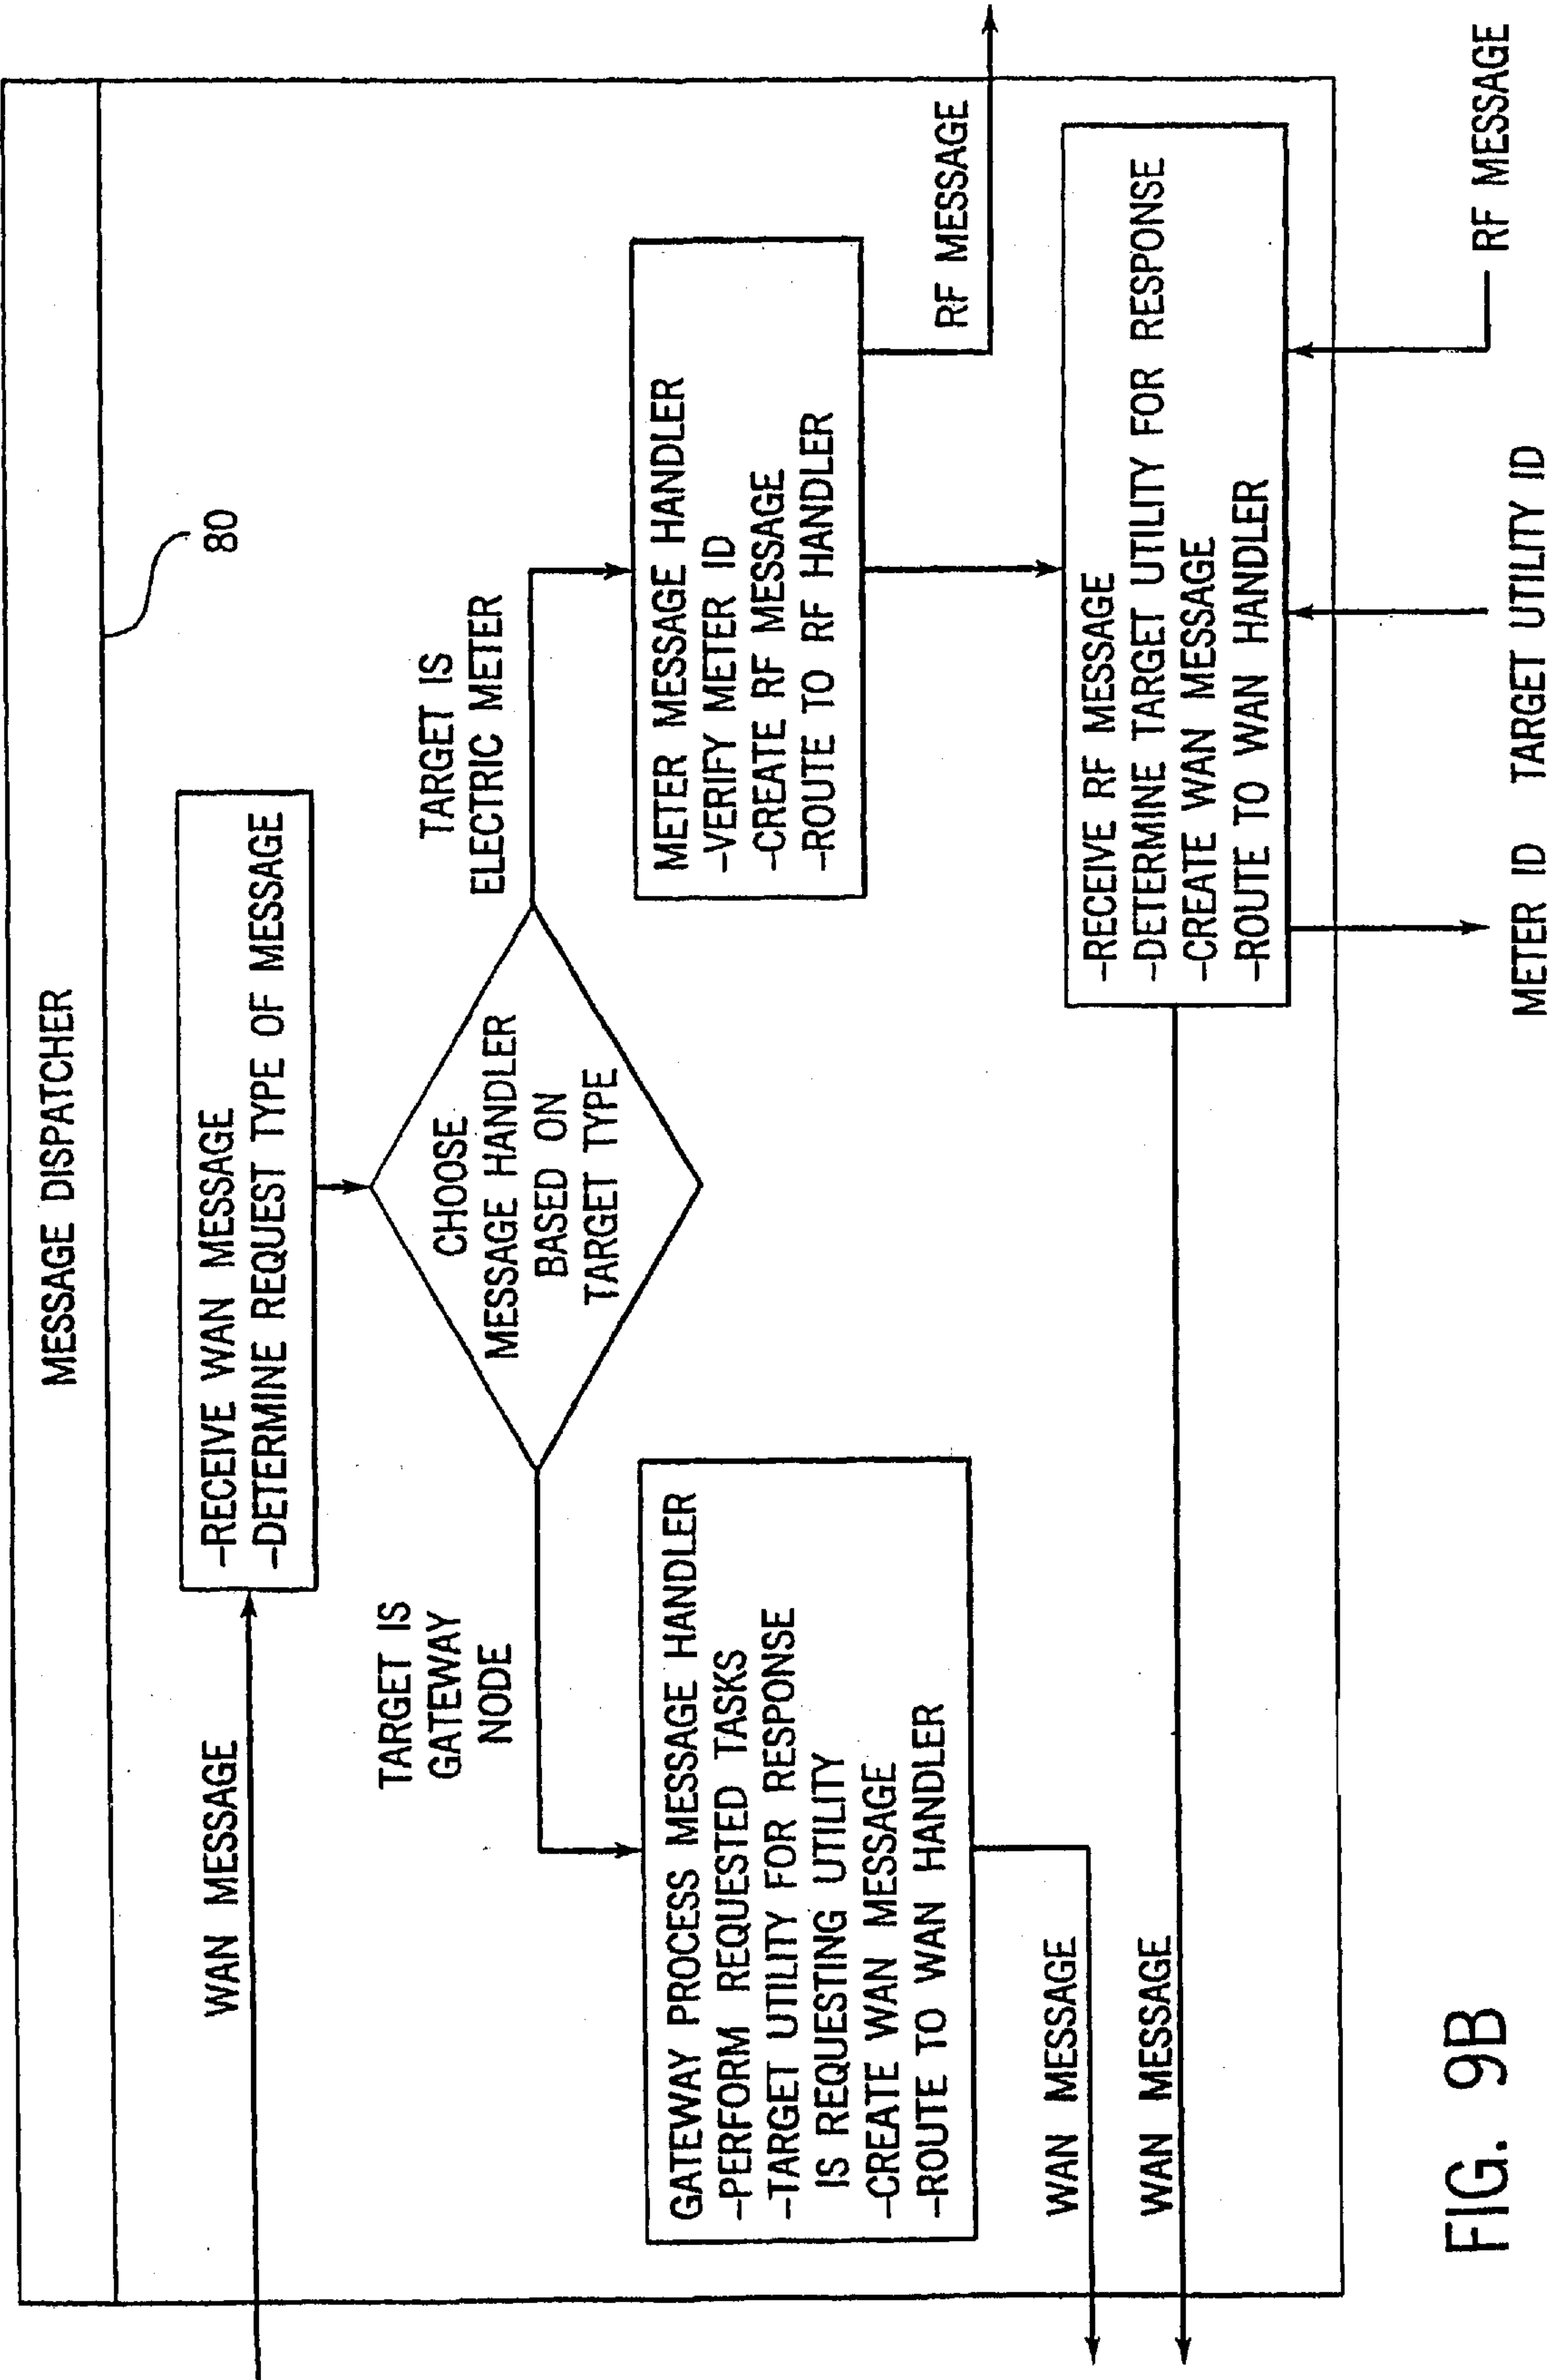 MESSAGE DISPATCHER
80
WAN MESSAGE
-RECEIVE WAN MESSAGE
-DETERMINE REQUEST TYPE OF MESSAGE
TARGET IS
GATEWAY
NODE
CHOOSE
MESSAGE HANDLER
BASED ON
TARGET TYPE
TARGET IS
ELECTRIC METER
GATEWAY PROCESS MESSAGE HANDLER
-PERFORM REQUESTED TASKS
-TARGET UTILITY FOR RESPONSE
IS REQUESTING UTILITY
-CREATE WAN MESSAGE
-ROUTE TO WAN HANDLER
METER MESSAGE HANDLER
-VERIFY METER ID
-CREATE RF MESSAGE
-ROUTE TO RF HANDLER
RF MESSAGE
WAN MESSAGE
WAN MESSAGE
-RECEIVE RF MESSAGE
-DETERMINE TARGET UTILITY FOR RESPONSE
-CREATE WAN MESSAGE
-ROUTE TO WAN HANDLER
RF MESSAGE
METER ID
TARGET UTILITY ID
FIG. 9B